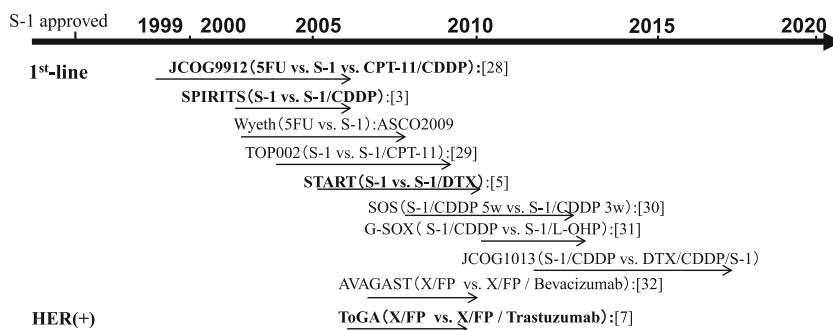 S-1 approved
1999 2000 2005 2010 2015 2020
1st-line
JCOG9912(5FU vs. S-1 vs. CPT-11/CDDP):[28]
SPIRITS(S-1 vs. S-1/CDDP):[3]
Wyeth(5FU vs. S-1):ASCO2009
TOP002(S-1 vs. S-1/CPT-11):[29]
START(S-1 vs. S-1/DTX):[5]
SOS(S-1/CDDP 5w vs. S-1/CDDP 3w):[30]
G-SOX( S-1/CDDP vs. S-1/L-OHP):[31]
JCOG1013(S-1/CDDP vs. DTX/CDDP/S-1)
AVAGAST(X/FP vs. X/FP / Bevacizumab):[32]
HER(+) ToGA(X/FP vs. X/FP / Trastuzumab):[7]